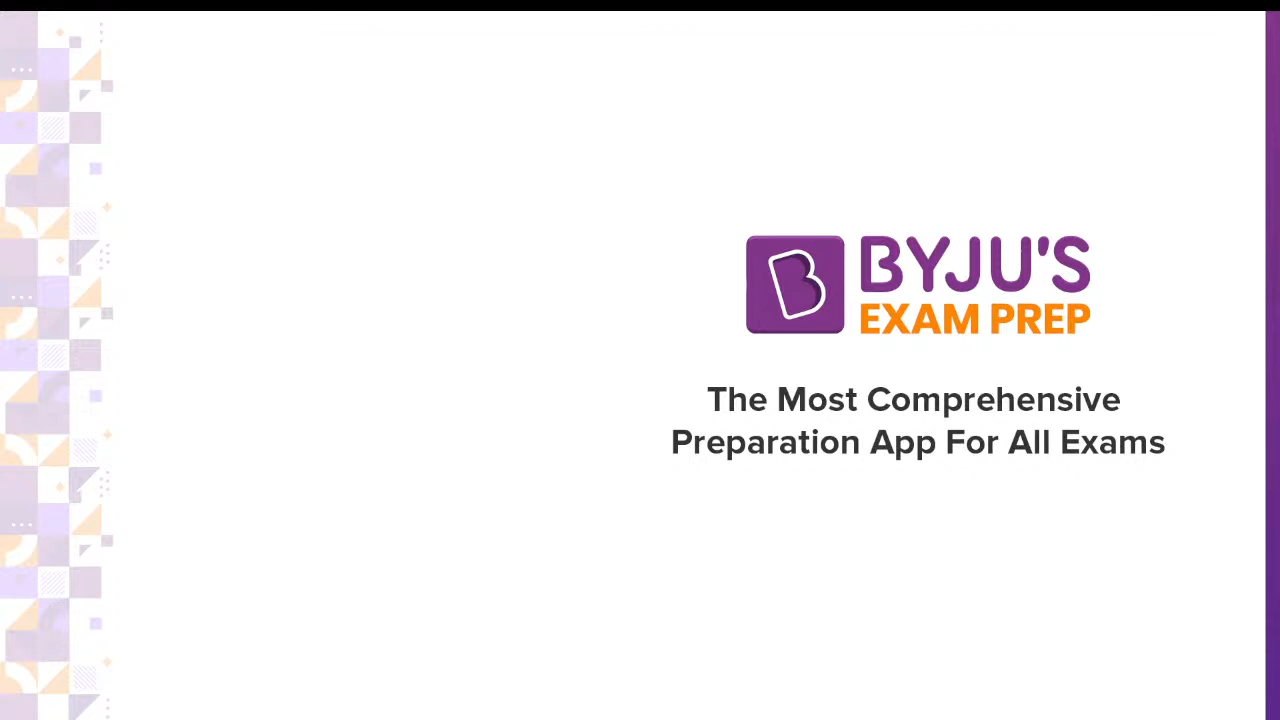 BYJU'S
EXAM PREP
The Most Comprehensive
Preparation App For All Exams